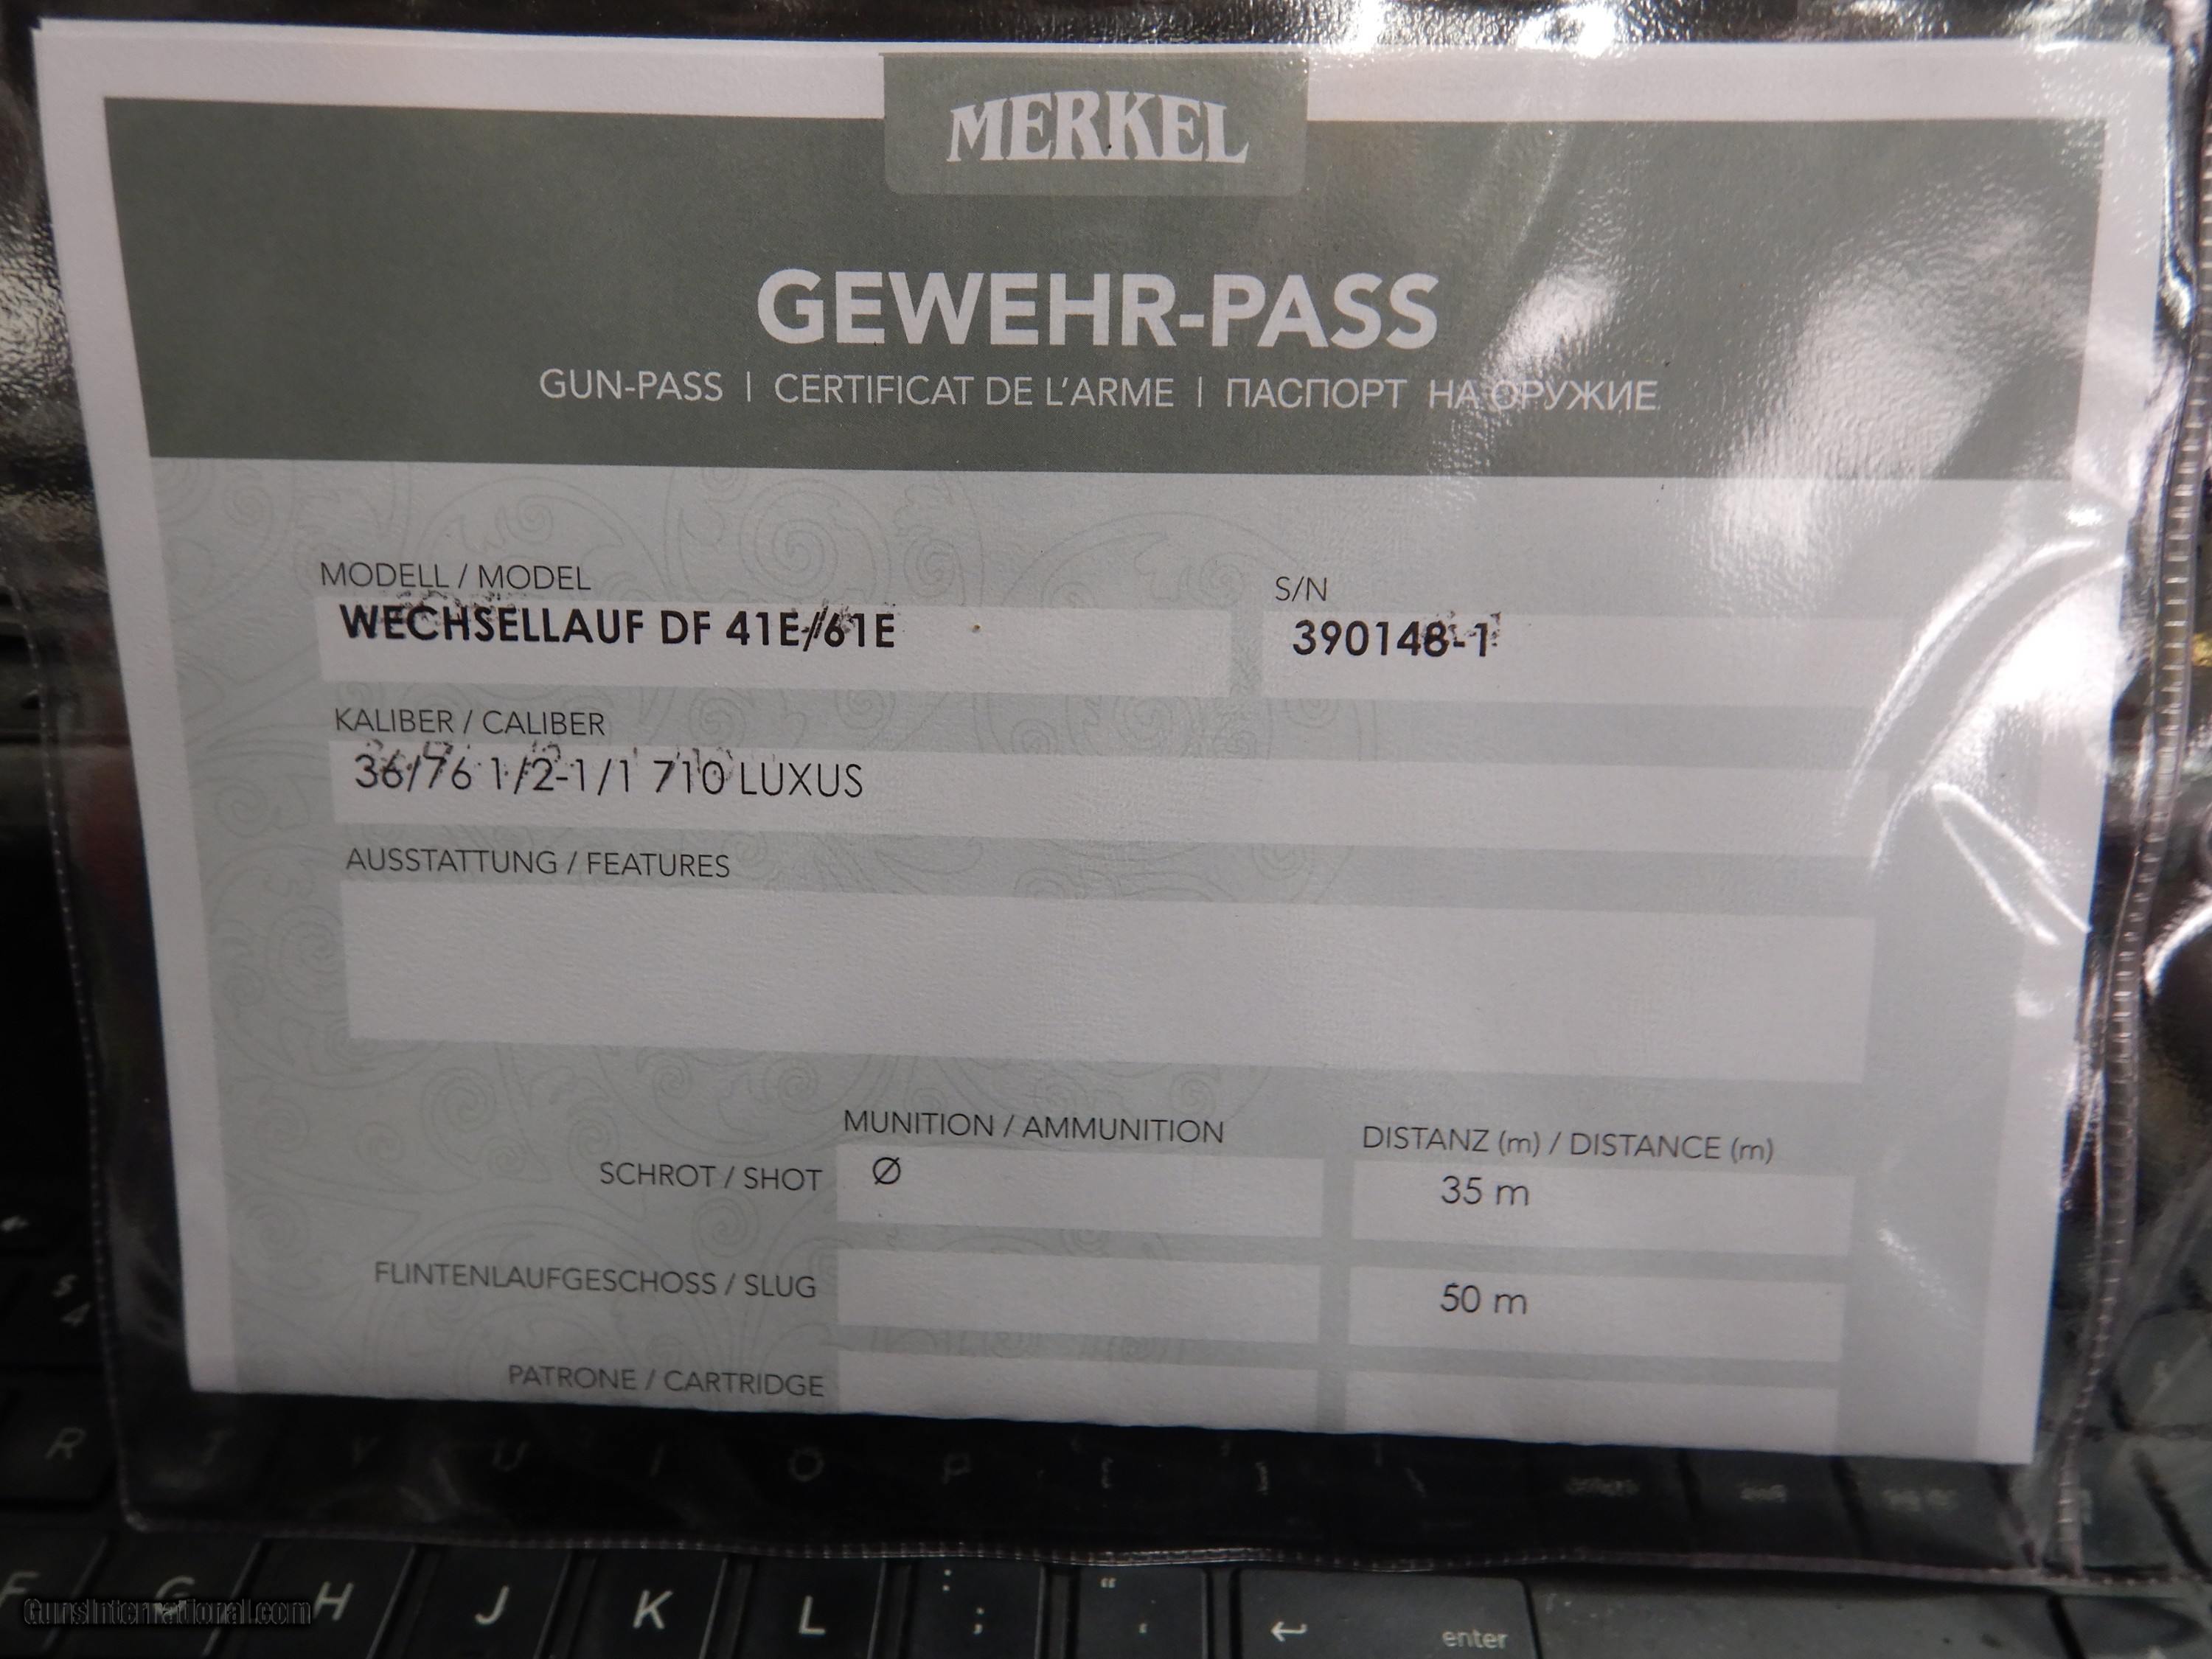 MERKEL
GEWEHR-PASS
GUN-PASS | CERTIFICAT DE L'ARME | ПАСПОРТ НА ОРУЖИЕ
MODELL / MODEL
S/N
WECHSELLAUF DF 41E/61E
390148-1
KALIBER / CALIBER
36/76 1/2-1/1 710 LUXUS
AUSSTATTUNG / FEATURES
MUNITION / AMMUNITION
DISTANZ (m) / DISTANCE (m)
SCHROT / SHOT
Ø
35 m
FLINTENLAUFGESCHOSS / SLUG
50 m
PATRONE / CARTRIDGE
R
U I O P { }
F G H J K L : ; " ' enter
GunsInternational.com